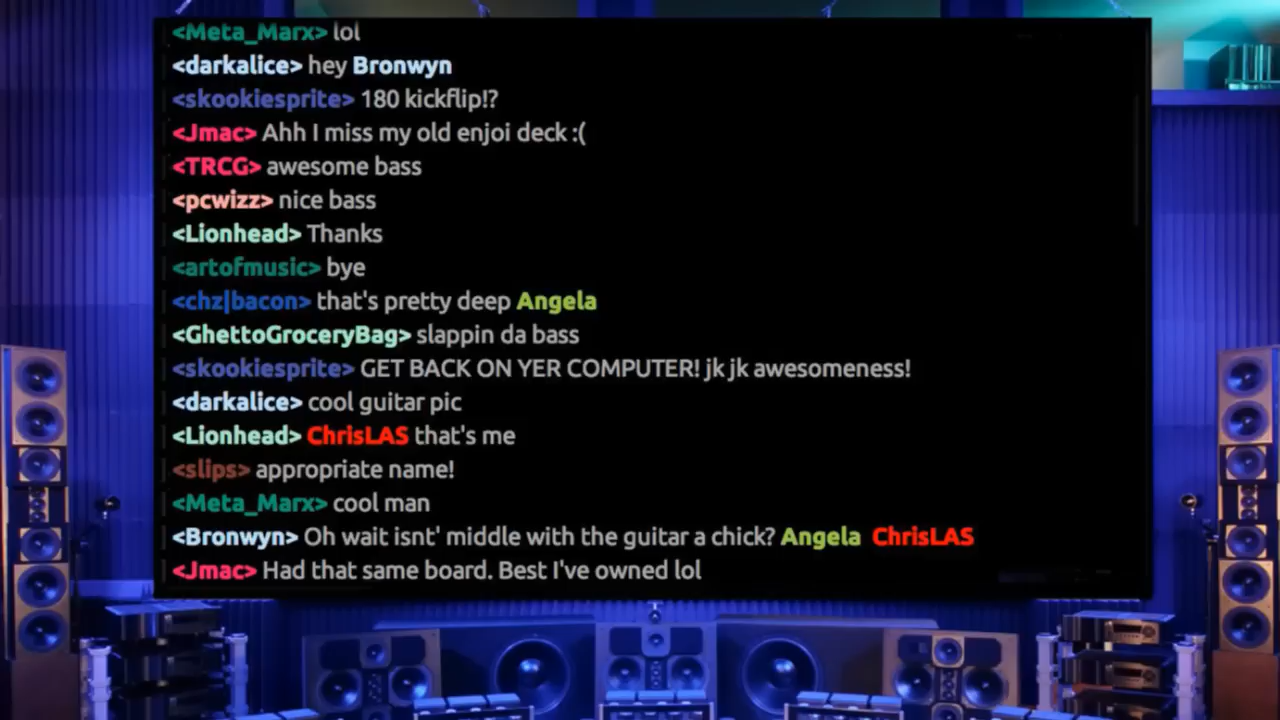 <Meta_Marx> lol
<darkalice> hey Bronwyn
<skookiesprite> 180 kickflip!?
<Jmac> Ahh I miss my old enjoi deck :(
<TRCG> awesome bass
<pcwizz> nice bass
<Lionhead> Thanks
<artofmusic> bye
<chz|bacon> that's pretty deep Angela
<GhettoGroceryBag> slappin da bass
<skookiesprite> GET BACK ON YER COMPUTER! jk jk awesomeness!
<darkalice> cool guitar pic
<Lionhead> ChrisLAS that's me
<slips> appropriate name!
<Meta_Marx> cool man
<Bronwyn> Oh wait isnt' middle with the guitar a chick? Angela ChrisLAS
<Jmac> Had that same board. Best I've owned lol